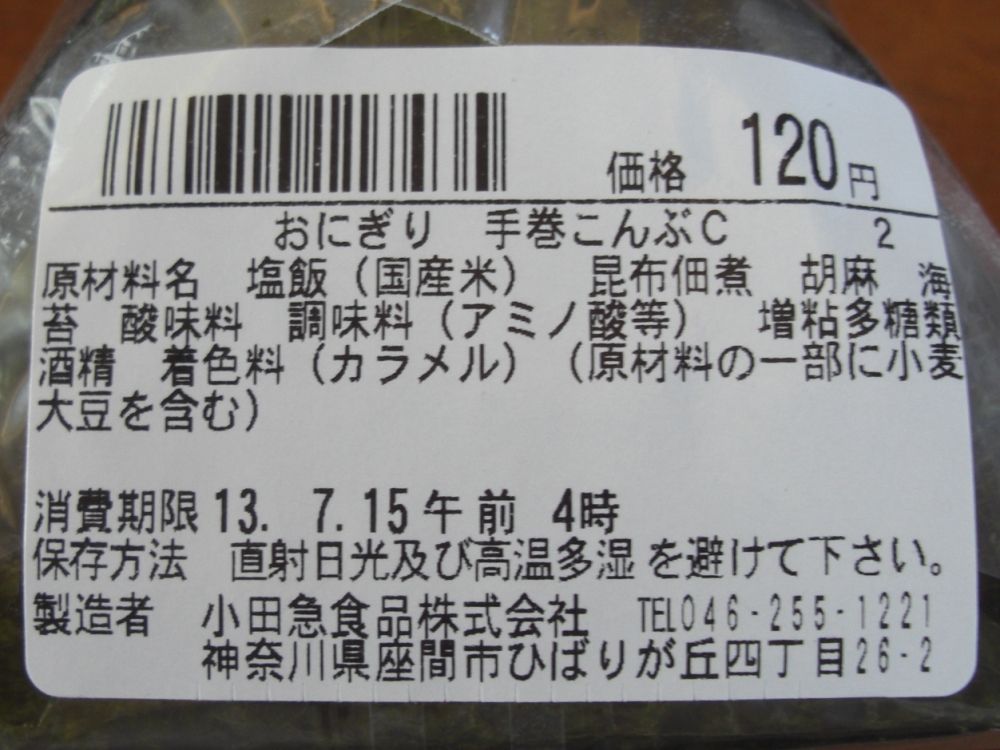 価格 120円
おにぎり 手巻こんぶC 2
原材料名 塩飯（国産米） 昆布佃煮 胡麻 海
苔 酸味料 調味料（アミノ酸等） 増粘多糖類
酒精 着色料（カラメル）（原材料の一部に小麦
大豆を含む）
消費期限 13. 7.15午前 4時
保存方法 直射日光及び高温多湿を避けて下さい。
製造者 小田急食品株式会社 TEL046-255-1221
神奈川県座間市ひばりが丘四丁目26-2